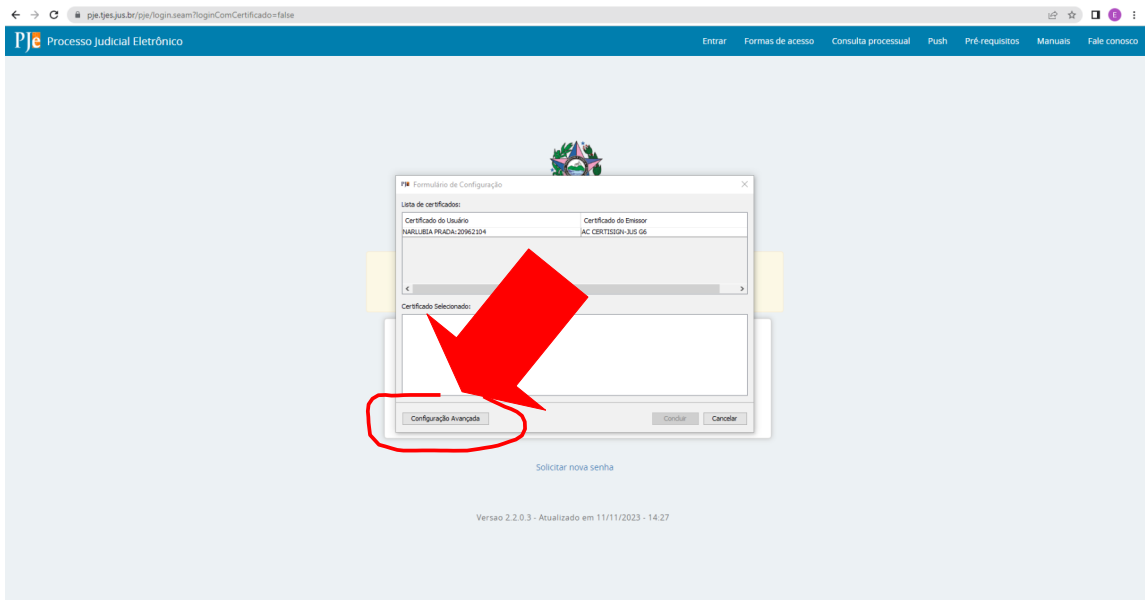 pje.tjes.jus.br/pje/login.seam?loginComCertificado=false
E
PJe Processo Judicial Eletrônico
Entrar Formas de acesso Consulta processual Push Pré-requisitos Manuais Fale conosco
PJe Formulário de Configuração
Lista de certificados:
Certificado do Usuário Certificado do Emissor
NARLUBIA PRADA:20962104 AC CERTISIGN-JUS G6
Certificado Selecionado:
Configuração Avançada Concluir Cancelar
Solicitar nova senha
Versao 2.2.0.3 - Atualizado em 11/11/2023 - 14:27